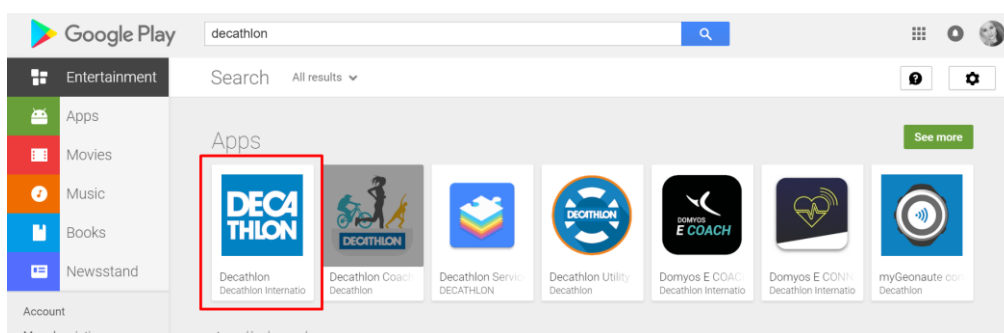 Google Play
decathlon
Entertainment
Search All results
Apps
Apps
See more
Movies
Music
DECA
THLON
DECATHLON
DECATHLON
DOMYOS
E COACH
Books
Newsstand
Decathlon
Decathlon Internatio
Decathlon Coach
Decathlon
Decathlon Servic
DECATHLON
Decathlon Utility
Decathlon
Domyos E COAC
Decathlon Internatio
Domyos E CONN
Decathlon Internatio
myGeonaute con
Decathlon
Account